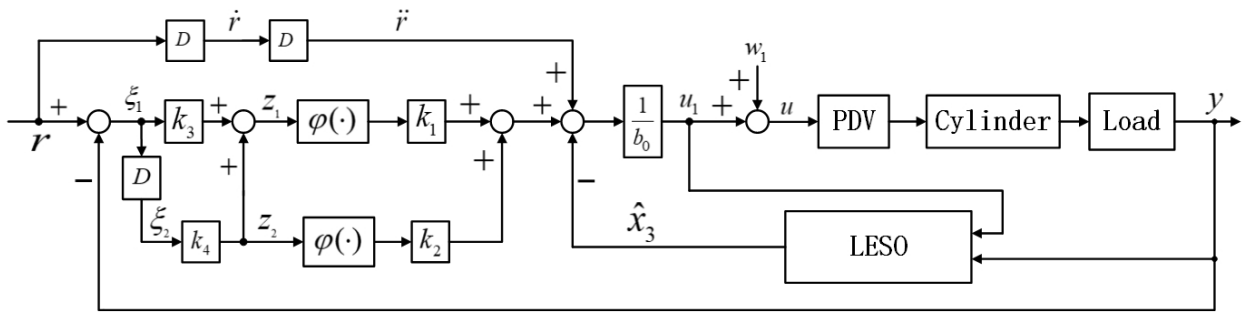 D ṙ D r̈
w₁
+ +
+ ξ₁ k₃ + z₁ φ(·) k₁ + + 1/b₀ u₁ + u PDV Cylinder Load y
r
− D + + −
ξ₂ k₄ z₂ φ(·) k₂ x̂₃ LESO